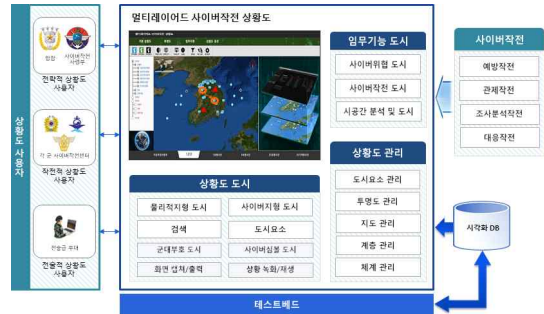 멀티레이어드 사이버작전 상황도
상황도 사용자
합참
사이버작전
사령부
전략적 상황도
사용자
각 군 사이버작전센터
작전적 상황도
사용자
전술급 부대
전술적 상황도
사용자
상황도 도시
물리적지형 도시
사이버지형 도시
검색
도시요소
군대부호 도시
사이버심볼 도시
화면 캡쳐/출력
상황 녹화/재생
임무기능 도시
사이버위협 도시
사이버작전 도시
시공간 분석 및 도시
상황도 관리
도시요소 관리
투명도 관리
지도 관리
계층 관리
체계 관리
사이버작전
예방작전
관제작전
조사분석작전
대응작전
시각화 DB
테스트베드